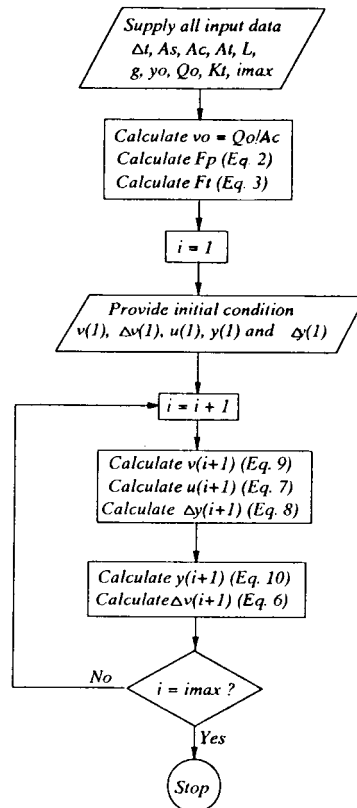 Supply all input data
Δt, As, Ac, At, L,
g, yo, Qo, Kt, imax
Calculate vo = Qo/Ac
Calculate Fp (Eq. 2)
Calculate Ft (Eq. 3)
i = 1
Provide initial condition
v(1), Δv(1), u(1), y(1) and Δy(1)
i = i + 1
Calculate v(i+1) (Eq. 9)
Calculate u(i+1) (Eq. 7)
Calculate Δy(i+1) (Eq. 8)
Calculate y(i+1) (Eq. 10)
CalculateΔv(i+1) (Eq. 6)
No
i = imax ?
Yes
Stop